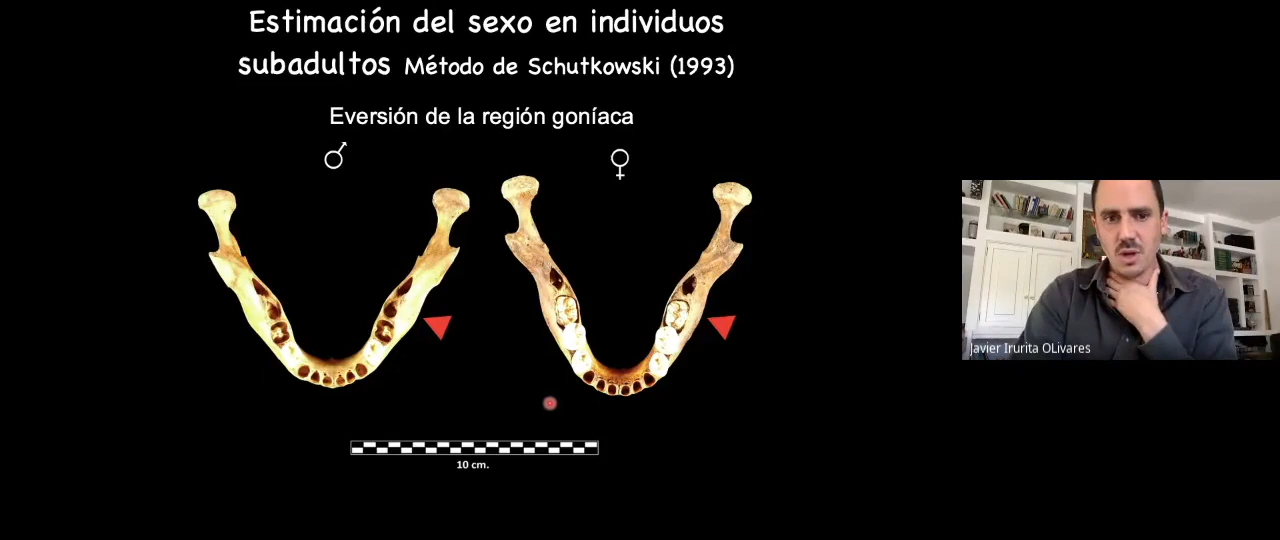 Estimación del sexo en individuos
subadultos Método de Schutkowski (1993)
Eversión de la región goníaca
10 cm.
Javier Irurita OLivares